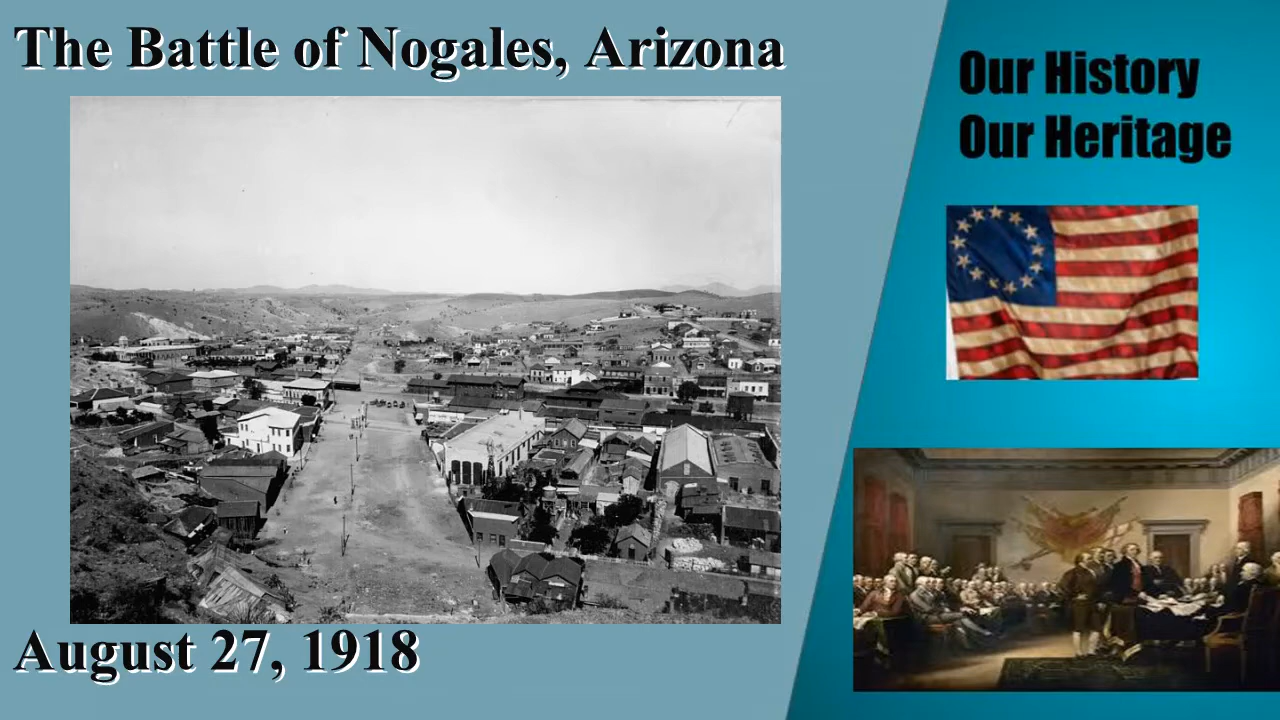 The Battle of Nogales, Arizona
Our History
Our Heritage
August 27, 1918